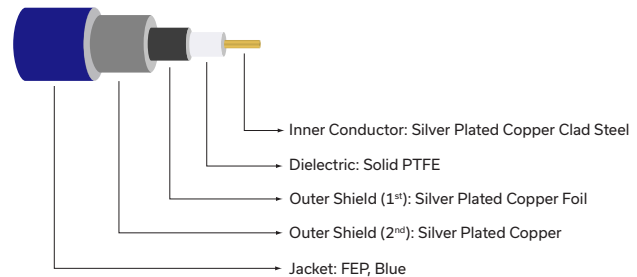 Inner Conductor: Silver Plated Copper Clad Steel
Dielectric: Solid PTFE
Outer Shield (1st): Silver Plated Copper Foil
Outer Shield (2nd): Silver Plated Copper
Jacket: FEP, Blue